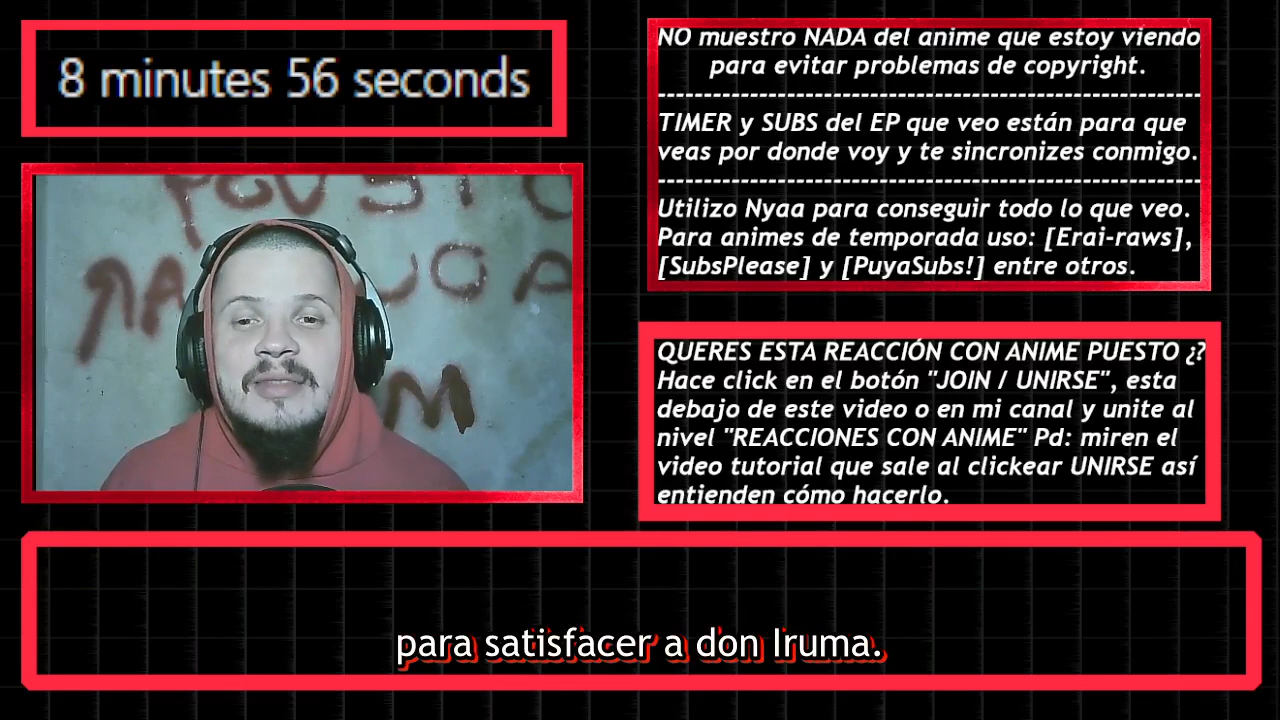 8 minutes 56 seconds
NO muestro NADA del anime que estoy viendo
para evitar problemas de copyright.
------------------------------------------------------------
TIMER y SUBS del EP que veo están para que
veas por donde voy y te sincronizes conmigo.
------------------------------------------------------------
Utilizo Nyaa para conseguir todo lo que veo.
Para animes de temporada uso: [Erai-raws],
[SubsPlease] y [PuyaSubs!] entre otros.
QUERES ESTA REACCIÓN CON ANIME PUESTO ¿?
Hace click en el botón "JOIN / UNIRSE", esta
debajo de este video o en mi canal y unite al
nivel "REACCIONES CON ANIME" Pd: miren el
video tutorial que sale al clickear UNIRSE así
entienden cómo hacerlo.
para satisfacer a don Iruma.